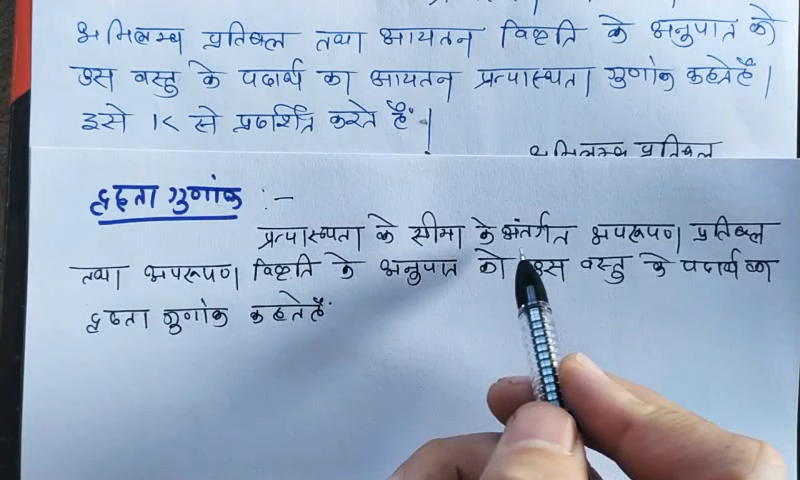 अभिलम्ब प्रतिबल तथा आयतन विकृति के अनुपात को
उस वस्तु के पदार्थ का आयतन प्रत्यास्थता गुणांक कहते हैं।
इसे K से प्रदर्शित करते हैं।
अभिलम्ब प्रतिबल
दृढ़ता गुणांक :-
प्रत्यास्थता के सीमा के अंतर्गत अपरूपण प्रतिबल
तथा अपरूपण विकृति के अनुपात को उस वस्तु के पदार्थ का
दृढ़ता गुणांक कहते हैं